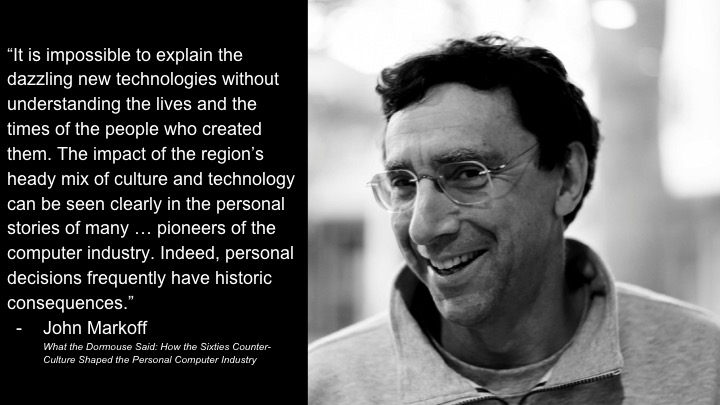 “It is impossible to explain the
dazzling new technologies without
understanding the lives and the
times of the people who created
them. The impact of the region’s
heady mix of culture and technology
can be seen clearly in the personal
stories of many … pioneers of the
computer industry. Indeed, personal
decisions frequently have historic
consequences.”
- John Markoff
What the Dormouse Said: How the Sixties Counter-
Culture Shaped the Personal Computer Industry